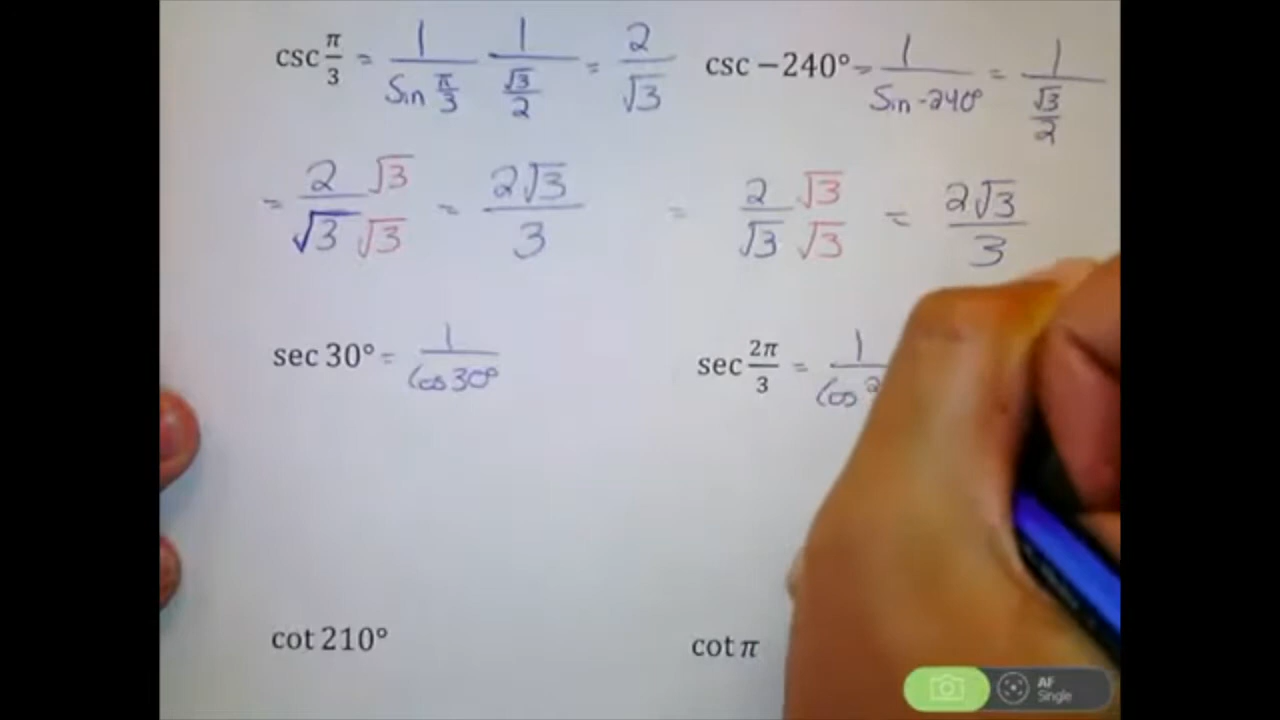 csc π/3 = 1/(Sin π/3) 1/(√3/2) = 2/√3
= 2 √3/√3 √3 = 2√3/3
csc −240° = 1/(Sin -240°) = 1/(√3/2)
= 2 √3/√3 √3 = 2√3/3
sec 30° = 1/(Cos 30°)
sec 2π/3 = 1/(Cos 2
cot 210°
cot π
AF
Single